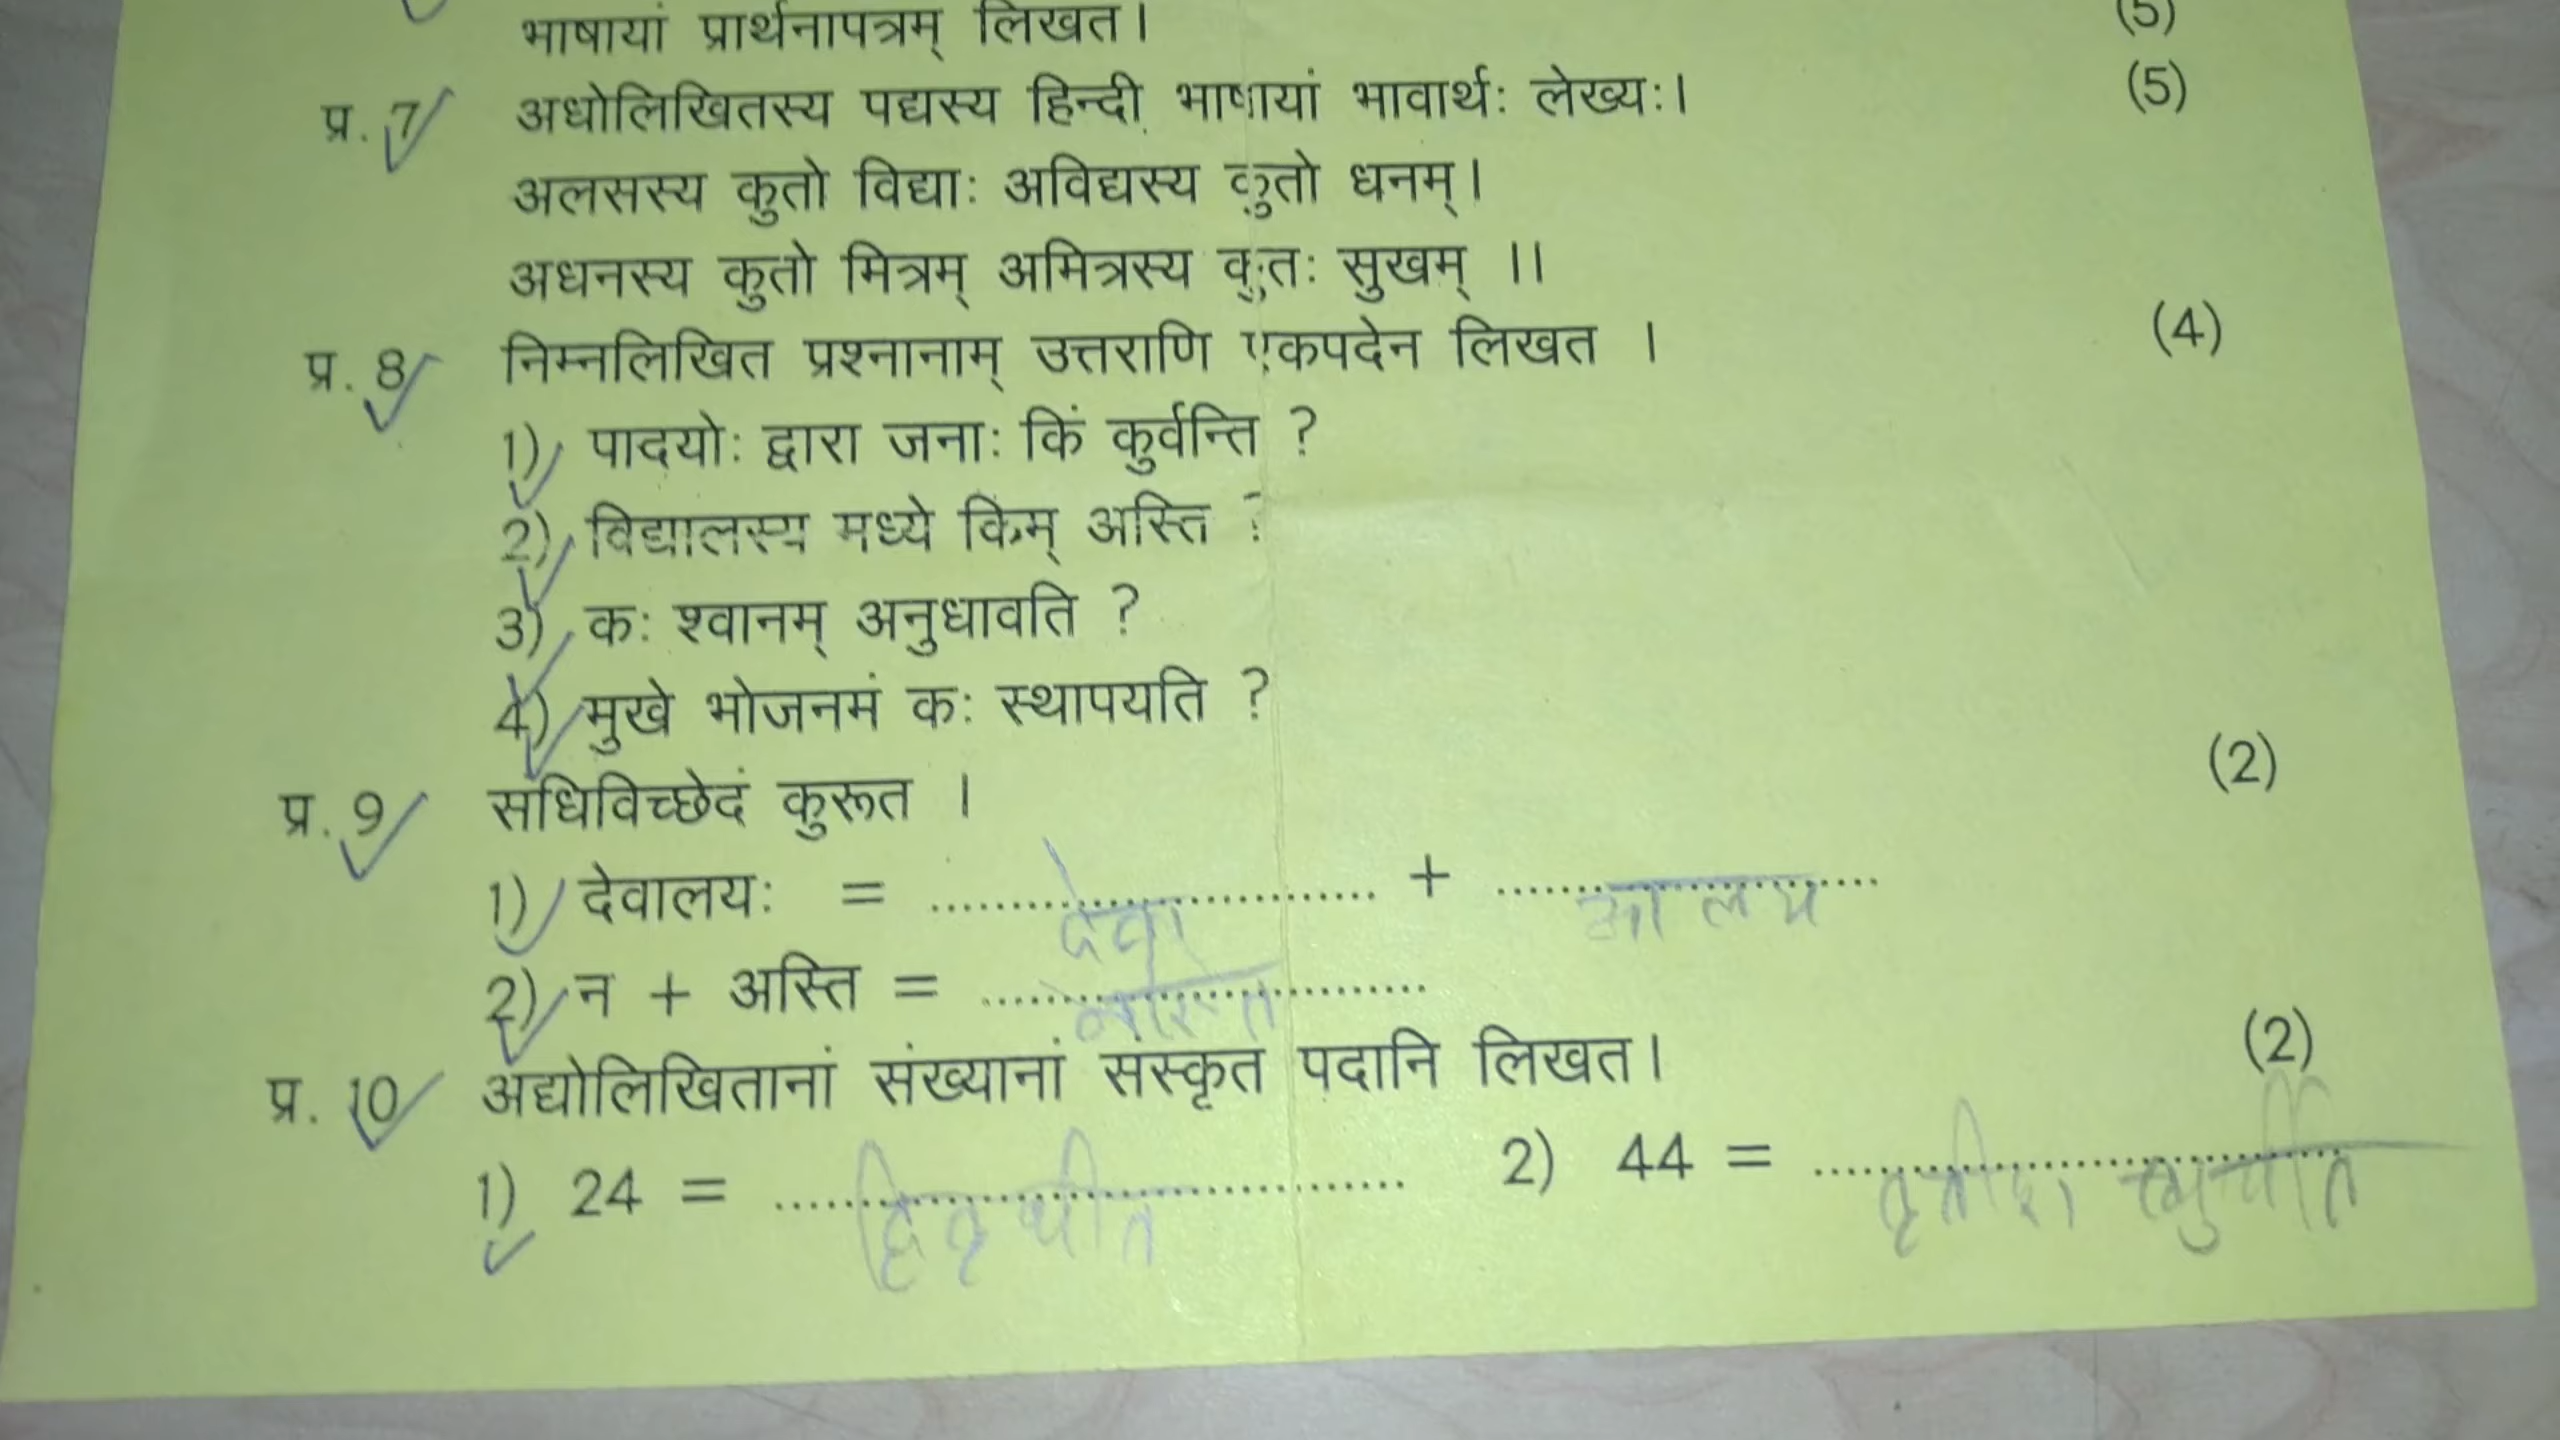 भाषायां प्रार्थनापत्रम् लिखत। (5)
प्र. 7 अधोलिखितस्य पद्यस्य हिन्दी भाषायां भावार्थः लेख्यः। (5)
अलसस्य कुतो विद्याः अविद्यस्य कुतो धनम्।
अधनस्य कुतो मित्रम् अमित्रस्य कुतः सुखम् ।।
प्र. 8 निम्नलिखित प्रश्नानाम् उत्तराणि एकपदेन लिखत । (4)
1) पादयोः द्वारा जनाः किं कुर्वन्ति ?
2) विद्यालस्य मध्ये किम् अस्ति ?
3) कः श्वानम् अनुधावति ?
4) मुखे भोजनमं कः स्थापयति ?
प्र. 9 सधिविच्छेदं कुरूत । (2)
1) देवालयः = .............................. + ..........................
देवा आलय
2) न + अस्ति = ..............................
प्र. 10 अद्योलिखितानां संख्यानां संस्कृत पदानि लिखत। (2)
1) 24 = .......................................... 2) 44 = ..................................